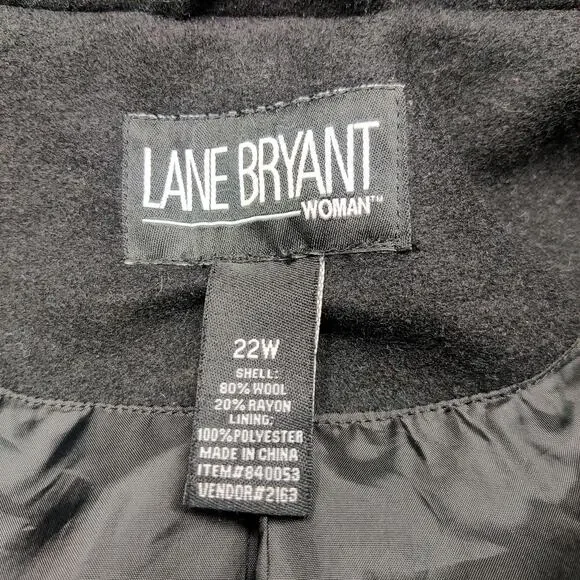 LANE BRYANT
WOMAN™
22W
SHELL:
80% WOOL
20% RAYON
LINING:
100% POLYESTER
MADE IN CHINA
ITEM#840053
VENDOR#2163